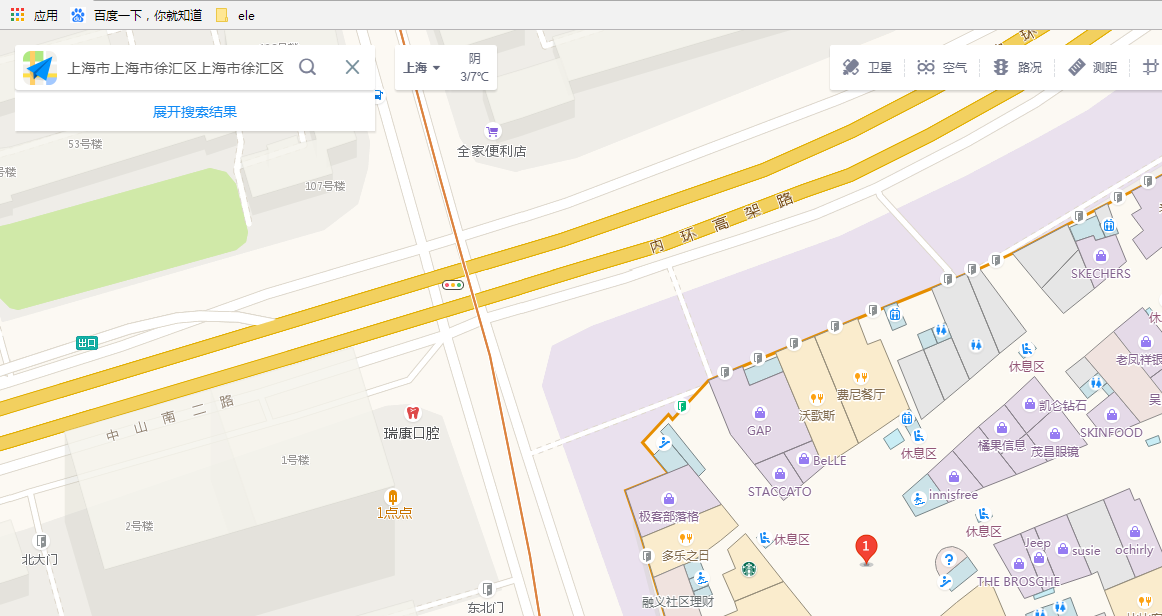 应用 百度一下，你就知道 ele
上海市上海市徐汇区上海市徐汇区
上海
阴
3/7℃
卫星 空气 路况 测距
展开搜索结果
环
53号楼
全家便利店
107号楼
内环高架路
SKECHERS
出口
休息区
老凤祥银
费尼餐厅
沃歌斯
中山南二路
瑞康口腔
GAP
凯仑钻石
吴
SKINFOOD
橘果信息
茂昌眼镜
休息区
1号楼
BeLLE
STACCATO
innisfree
1点点
极客部落格
2号楼
休息区
休息区
1
Jeep
susie
ochirly
北大门
多乐之日
?
THE BROSGHE
东北门
融义社区理财